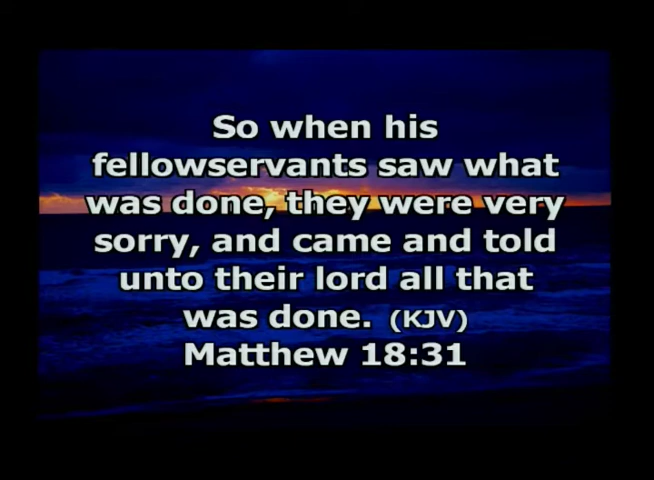 So when his
fellowservants saw what
was done, they were very
sorry, and came and told
unto their lord all that
was done. (KJV)
Matthew 18:31